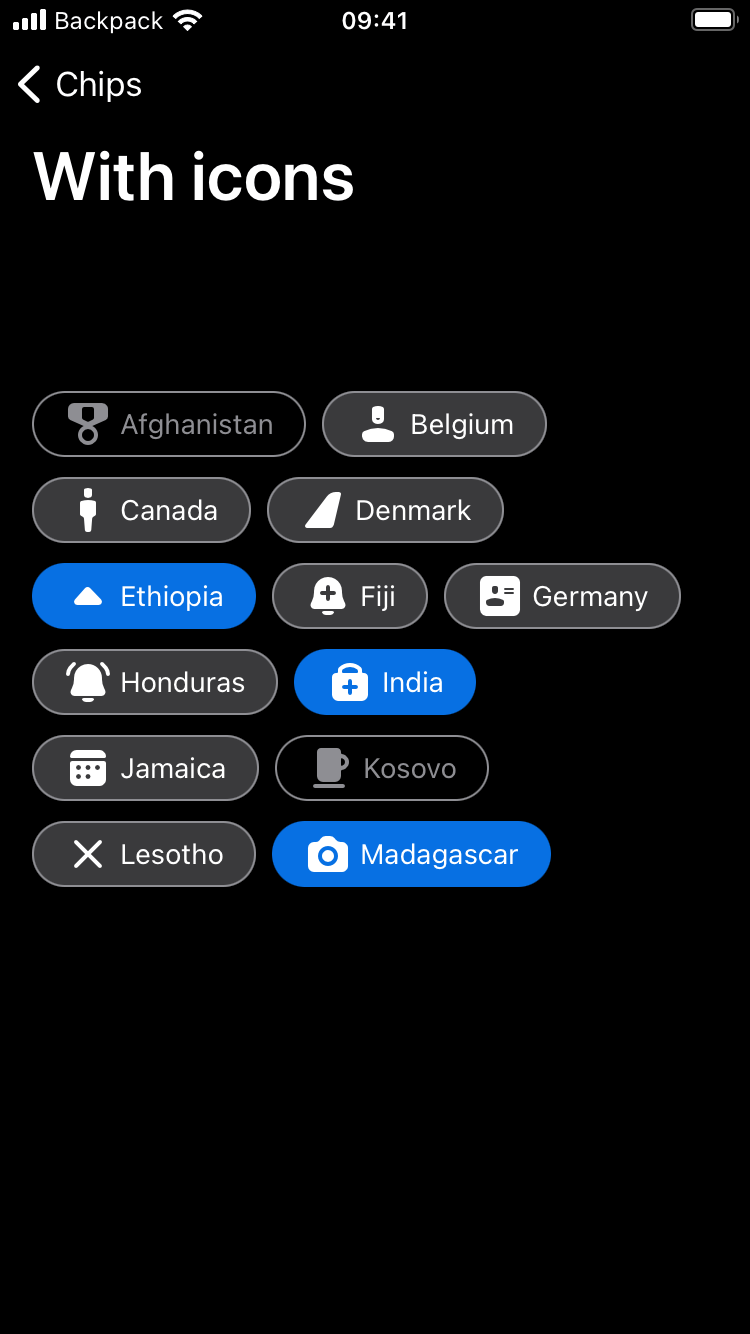 Backpack 09:41
Chips
With icons
Afghanistan Belgium
Canada Denmark
Ethiopia Fiji Germany
Honduras India
Jamaica Kosovo
Lesotho Madagascar